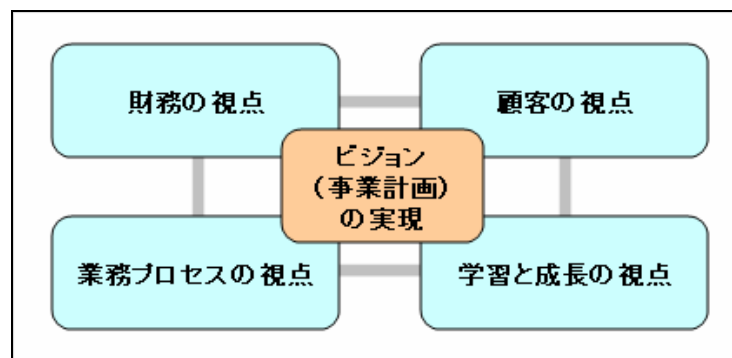 財務の視点
顧客の視点
ビジョン
（事業計画）
の実現
業務プロセスの視点
学習と成長の視点